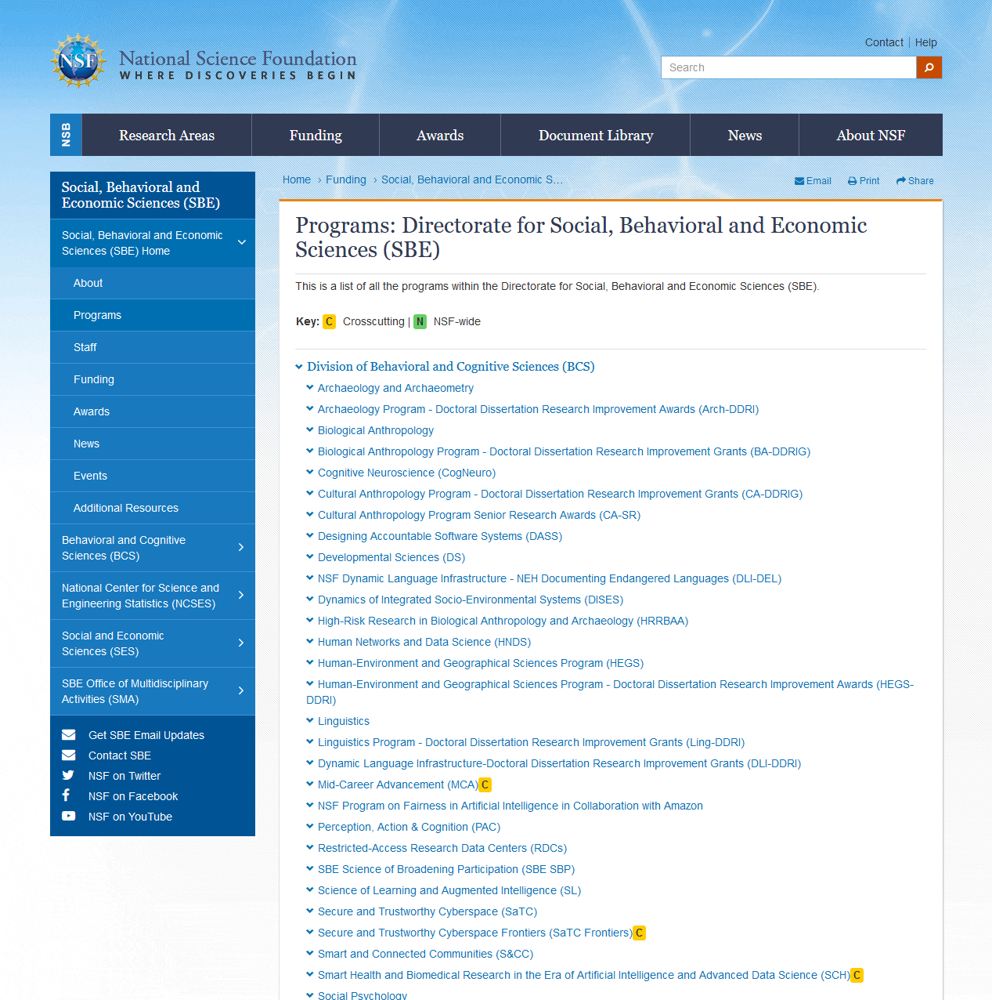 Contact | Help
NSF
National Science Foundation
WHERE DISCOVERIES BEGIN
Search
NSB
Research Areas
Funding
Awards
Document Library
News
About NSF
Social, Behavioral and
Economic Sciences (SBE)
Social, Behavioral and Economic
Sciences (SBE) Home
About
Programs
Staff
Funding
Awards
News
Events
Additional Resources
Behavioral and Cognitive
Sciences (BCS)
National Center for Science and
Engineering Statistics (NCSES)
Social and Economic
Sciences (SES)
SBE Office of Multidisciplinary
Activities (SMA)
Get SBE Email Updates
Contact SBE
NSF on Twitter
NSF on Facebook
NSF on YouTube
Home › Funding › Social, Behavioral and Economic S...
Email Print Share
Programs: Directorate for Social, Behavioral and Economic
Sciences (SBE)
This is a list of all the programs within the Directorate for Social, Behavioral and Economic Sciences (SBE).
Key: C Crosscutting | N NSF-wide
Division of Behavioral and Cognitive Sciences (BCS)
Archaeology and Archaeometry
Archaeology Program - Doctoral Dissertation Research Improvement Awards (Arch-DDRI)
Biological Anthropology
Biological Anthropology Program - Doctoral Dissertation Research Improvement Grants (BA-DDRIG)
Cognitive Neuroscience (CogNeuro)
Cultural Anthropology Program - Doctoral Dissertation Research Improvement Grants (CA-DDRIG)
Cultural Anthropology Program Senior Research Awards (CA-SR)
Designing Accountable Software Systems (DASS)
Developmental Sciences (DS)
NSF Dynamic Language Infrastructure - NEH Documenting Endangered Languages (DLI-DEL)
Dynamics of Integrated Socio-Environmental Systems (DISES)
High-Risk Research in Biological Anthropology and Archaeology (HRRBAA)
Human Networks and Data Science (HNDS)
Human-Environment and Geographical Sciences Program (HEGS)
Human-Environment and Geographical Sciences Program - Doctoral Dissertation Research Improvement Awards (HEGS-
DDRI)
Linguistics
Linguistics Program - Doctoral Dissertation Research Improvement Grants (Ling-DDRI)
Dynamic Language Infrastructure-Doctoral Dissertation Research Improvement Grants (DLI-DDRI)
Mid-Career Advancement (MCA) C
NSF Program on Fairness in Artificial Intelligence in Collaboration with Amazon
Perception, Action & Cognition (PAC)
Restricted-Access Research Data Centers (RDCs)
SBE Science of Broadening Participation (SBE SBP)
Science of Learning and Augmented Intelligence (SL)
Secure and Trustworthy Cyberspace (SaTC)
Secure and Trustworthy Cyberspace Frontiers (SaTC Frontiers) C
Smart and Connected Communities (S&CC)
Smart Health and Biomedical Research in the Era of Artificial Intelligence and Advanced Data Science (SCH) C
Social Psychology